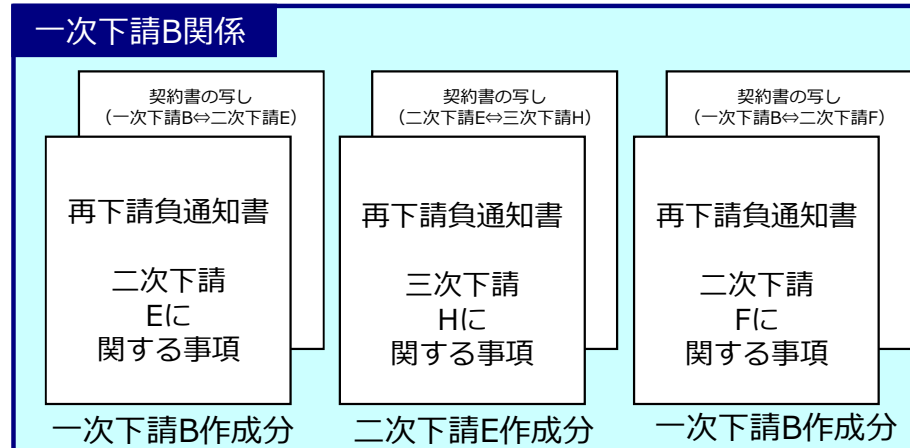 一次下請B関係
契約書の写し
（一次下請B⇔二次下請E）
再下請負通知書
二次下請
Eに
関する事項
一次下請B作成分
契約書の写し
（二次下請E⇔三次下請H）
再下請負通知書
三次下請
Hに
関する事項
二次下請E作成分
契約書の写し
（一次下請B⇔二次下請F）
再下請負通知書
二次下請
Fに
関する事項
一次下請B作成分